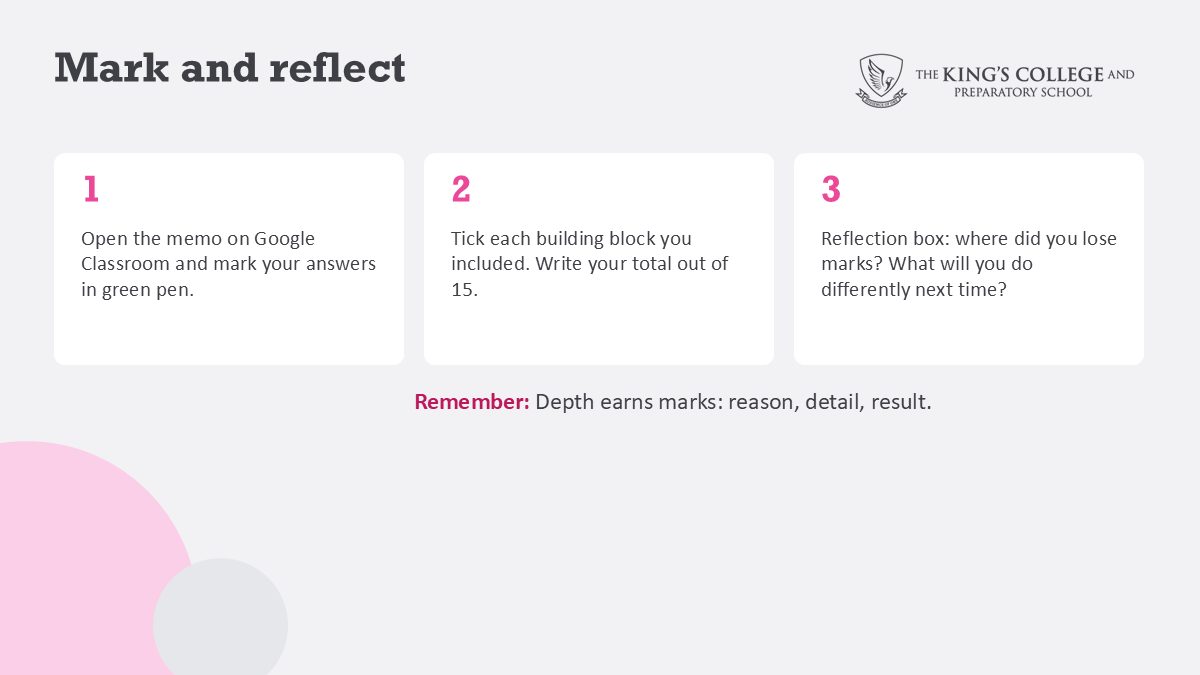 Mark and reflect
THE KING'S COLLEGE AND
PREPARATORY SCHOOL
1
Open the memo on Google
Classroom and mark your answers
in green pen.
2
Tick each building block you
included. Write your total out of
15.
3
Reflection box: where did you lose
marks? What will you do
differently next time?
Remember: Depth earns marks: reason, detail, result.